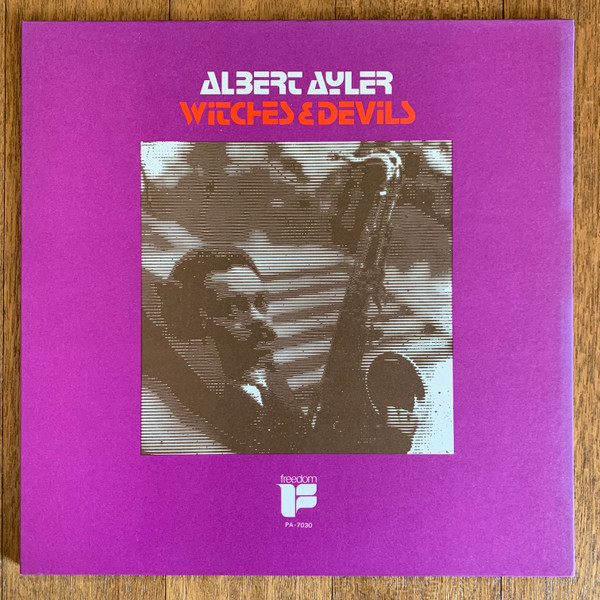 ALBERT AYLER
WITCHES & DEVILS
freedom
F
PA-7030